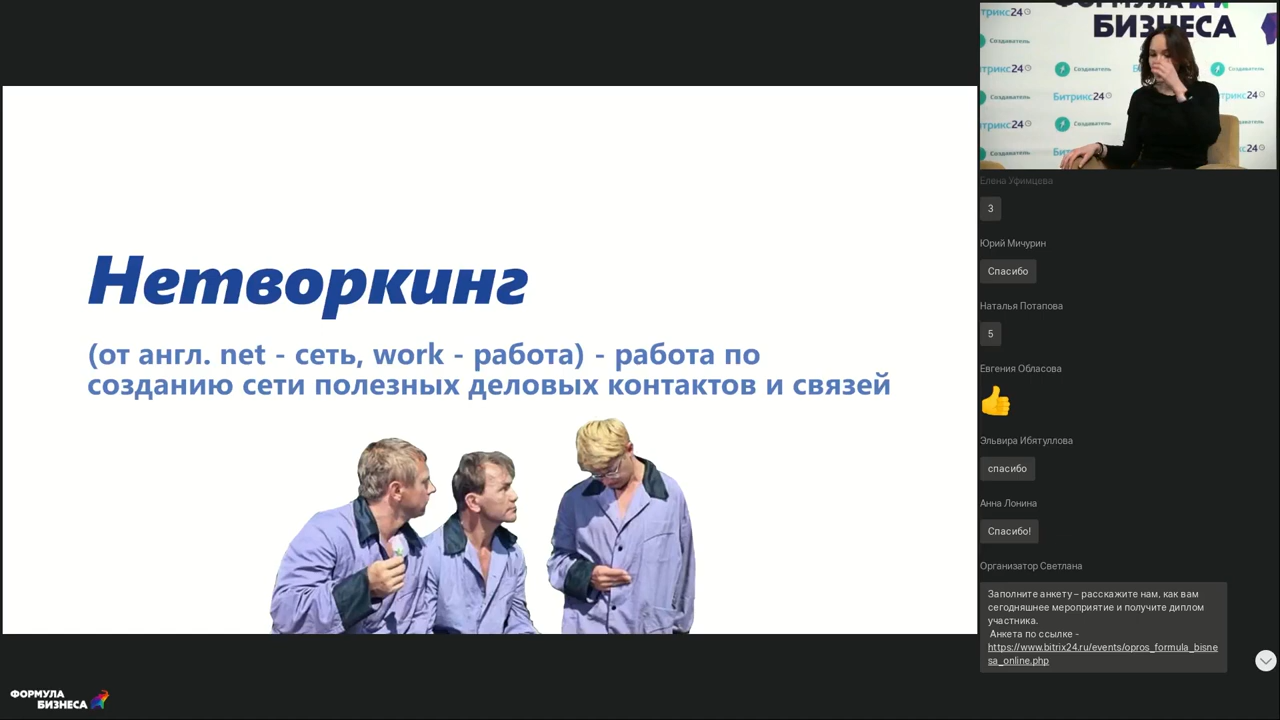 Нетворкинг
(от англ. net - сеть, work - работа) - работа по
созданию сети полезных деловых контактов и связей
ФОРМУЛА
БИЗНЕСА
БИЗНЕСА
Создаватель
Создаватель
Битрикс24
Создаватель
Елена Уфимцева
3
Юрий Мичурин
Спасибо
Наталья Потапова
5
Евгения Обласова
Эльвира Ибятуллова
спасибо
Анна Лонина
Спасибо!
Организатор Светлана
Заполните анкету – расскажите нам, как вам
сегодняшнее мероприятие и получите диплом
участника.
Анкета по ссылке -
https://www.bitrix24.ru/events/opros_formula_bisne
sa_online.php